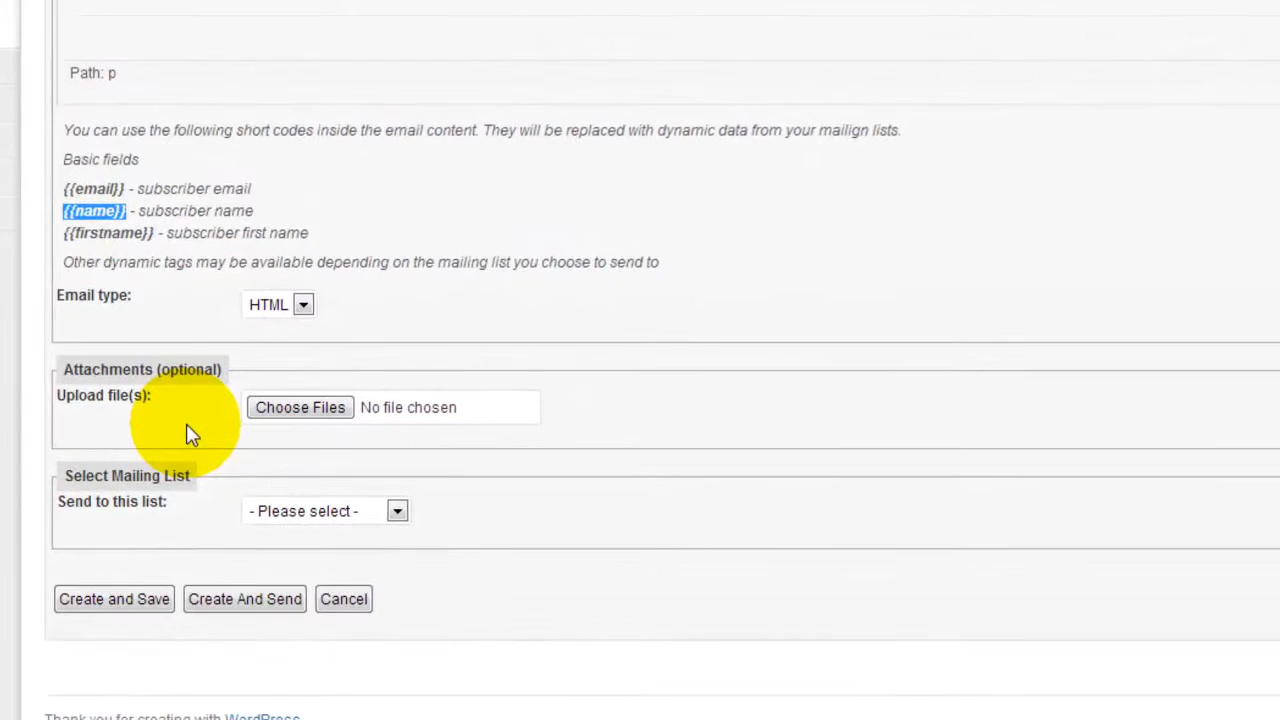 Path: p
You can use the following short codes inside the email content. They will be replaced with dynamic data from your mailign lists.
Basic fields
{{email}} - subscriber email
{{name}} - subscriber name
{{firstname}} - subscriber first name
Other dynamic tags may be available depending on the mailing list you choose to send to
Email type:
HTML
Attachments (optional)
Upload file(s):
Choose Files No file chosen
Select Mailing List
Send to this list:
- Please select -
Create and Save Create And Send Cancel
Thank you for creating with WordPress